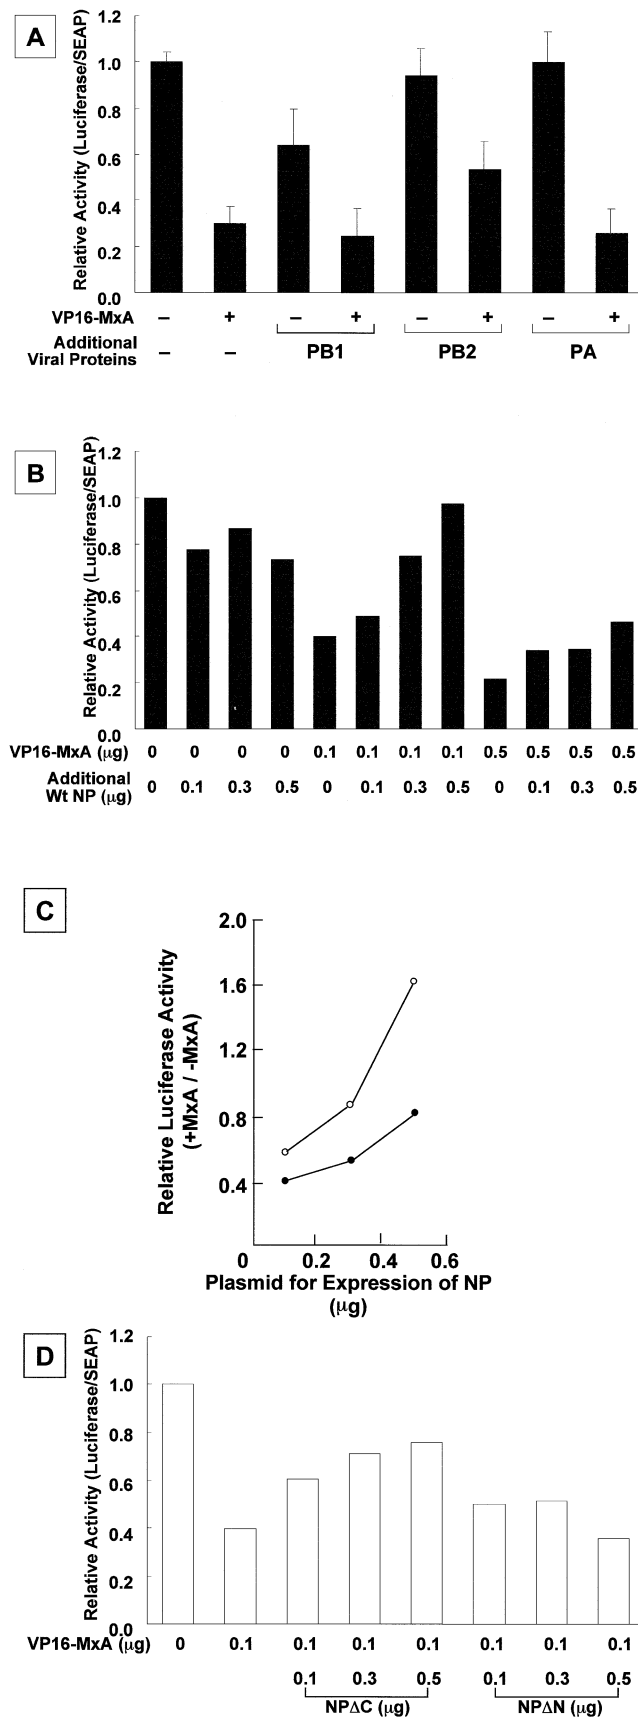 A
Relative Activity (Luciferase/SEAP)
1.2
1.0
0.8
0.6
0.4
0.2
0.0
VP16-MxA – + – + – + – +
Additional
Viral Proteins – – PB1 PB2 PA
B
Relative Activity (Luciferase/SEAP)
1.2
1.0
0.8
0.6
0.4
0.2
0.0
VP16-MxA (μg) 0 0 0 0 0.1 0.1 0.1 0.1 0.5 0.5 0.5 0.5
Additional
Wt NP (μg) 0 0.1 0.3 0.5 0 0.1 0.3 0.5 0 0.1 0.3 0.5
C
Relative Luciferase Activity
(+MxA / -MxA)
2.0
1.6
1.2
0.8
0.4
0 0.2 0.4 0.6
Plasmid for Expression of NP
(μg)
D
Relative Activity (Luciferase/SEAP)
1.2
1.0
0.8
0.6
0.4
0.2
0.0
VP16-MxA (μg) 0 0.1 0.1 0.1 0.1 0.1 0.1 0.1
0.1 0.3 0.5 0.1 0.3 0.5
NPΔC (μg) NPΔN (μg)